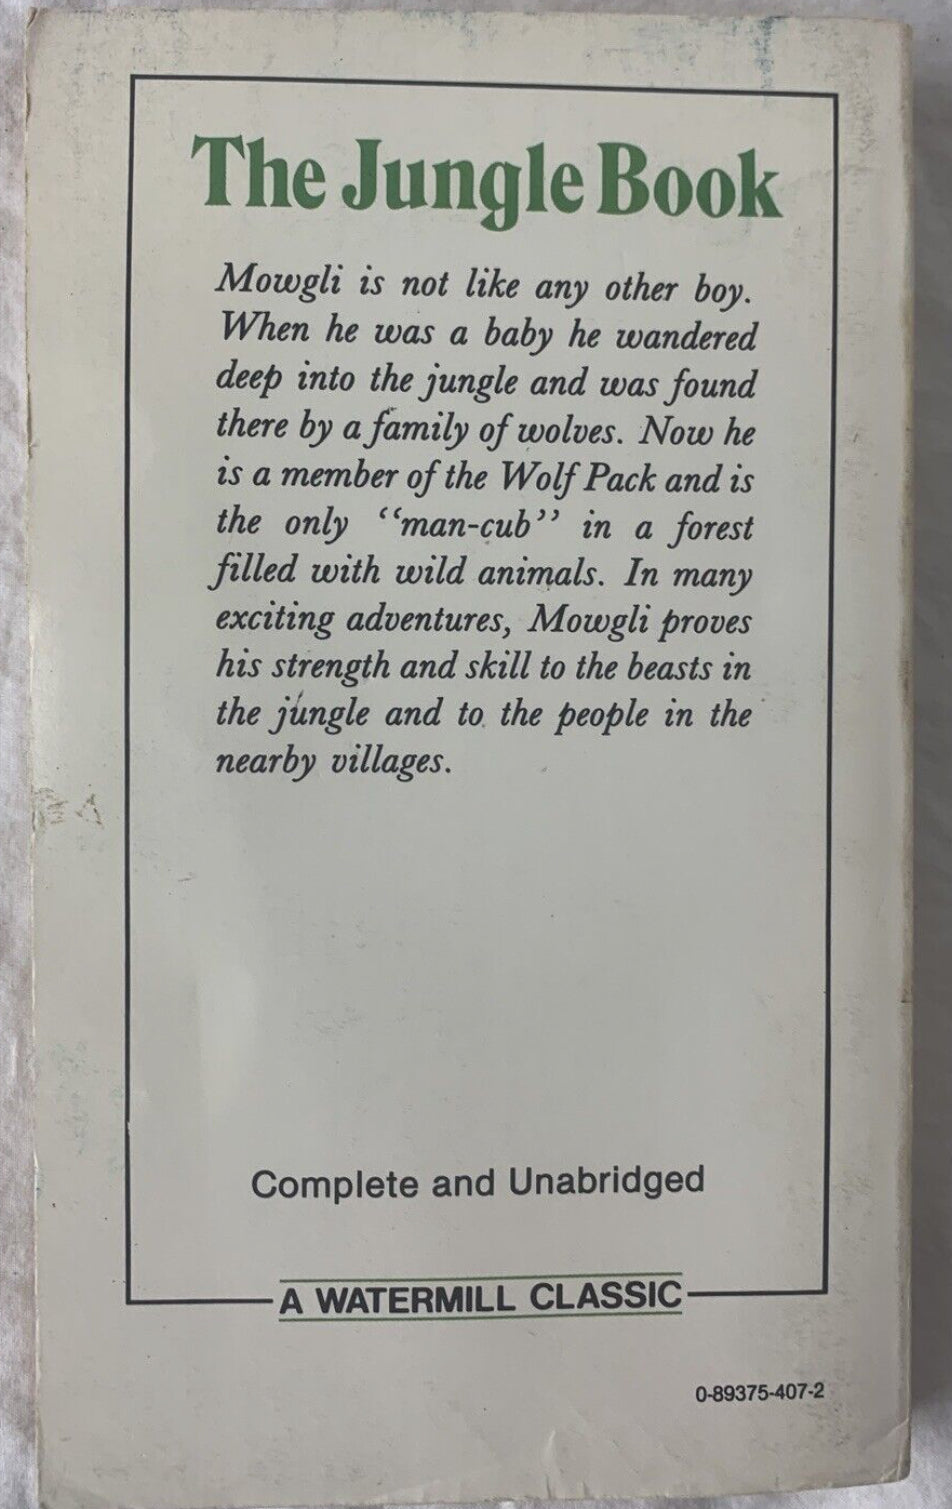 The Jungle Book
Mowgli is not like any other boy.
When he was a baby he wandered
deep into the jungle and was found
there by a family of wolves. Now he
is a member of the Wolf Pack and is
the only “man-cub” in a forest
filled with wild animals. In many
exciting adventures, Mowgli proves
his strength and skill to the beasts in
the jungle and to the people in the
nearby villages.
Complete and Unabridged
A WATERMILL CLASSIC
0-89375-407-2